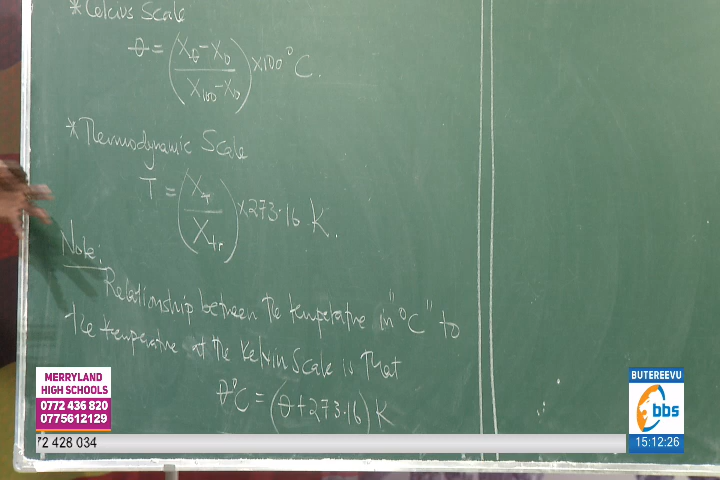 * Celcius Scale
θ = (Xθ - X0 / X100 - X0) × 100 °C.
* Thermodynamic Scale
T = (XT / Xtr) × 273.16 K.
Note:
Relationship between the temperature in "°C" to
the temperature at the Kelvin Scale is that
θ°C = (θ + 273.16) K
MERRYLAND
HIGH SCHOOLS
0772 436 820
0775612129
BUTEREEVU
bbs
72 428 034
15:12:26